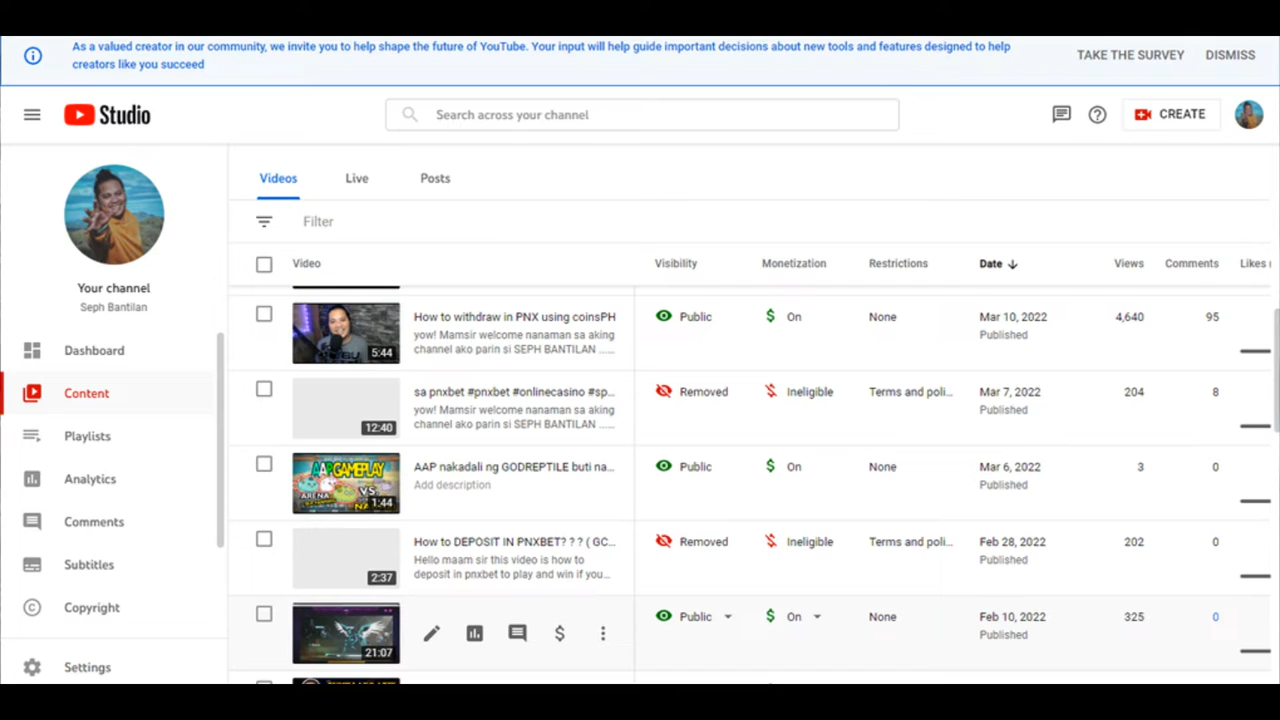 As a valued creator in our community, we invite you to help shape the future of YouTube. Your input will help guide important decisions about new tools and features designed to help
creators like you succeed
TAKE THE SURVEY
DISMISS
Studio
Search across your channel
CREATE
Your channel
Seph Bantilan
Dashboard
Content
Playlists
Analytics
Comments
Subtitles
Copyright
Settings
Videos
Live
Posts
Filter
Video
Visibility
Monetization
Restrictions
Date
Views
Comments
Likes
5:44
How to withdraw in PNX using coinsPH
yow! Mamsir welcome nanaman sa aking
channel ako parin si SEPH BANTILAN ......
Public
On
None
Mar 10, 2022
Published
4,640
95
12:40
sa pnxbet #pnxbet #onlinecasino #sp...
yow! Mamsir welcome nanaman sa aking
channel ako parin si SEPH BANTILAN ......
Removed
Ineligible
Terms and poli...
Mar 7, 2022
Published
204
8
AAP GAMEPLAY
ARENA
VS
1:44
AAP nakadali ng GODREPTILE buti na...
Add description
Public
On
None
Mar 6, 2022
Published
3
0
2:37
How to DEPOSIT IN PNXBET? ? ? ( GC...
Hello maam sir this video is how to
deposit in pnxbet to play and win if you...
Removed
Ineligible
Terms and poli...
Feb 28, 2022
Published
202
0
21:07
Public
On
None
Feb 10, 2022
Published
325
0